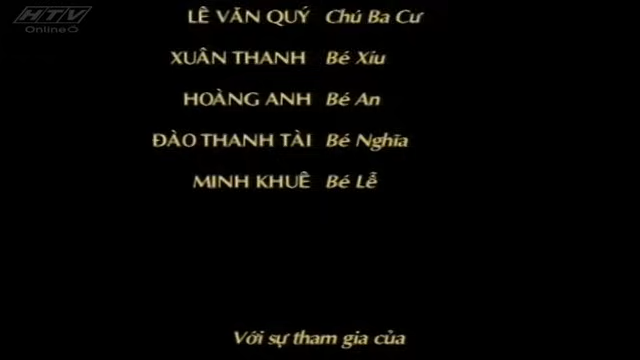 HTV
Online
LÊ VĂN QUÝ Chú Ba Cư
XUÂN THANH Bé Xíu
HOÀNG ANH Bé An
ĐÀO THANH TÀI Bé Nghĩa
MINH KHUÊ Bé Lễ
Với sự tham gia của